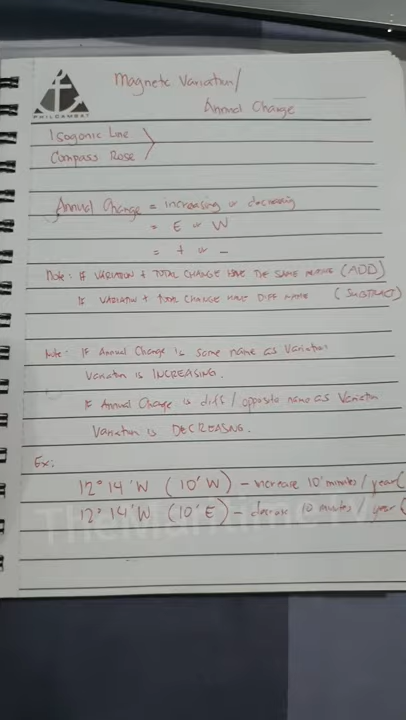 PHILCAMSAT
Magnetic Variation/
Annual Change
Isogonic Line
Compass Rose
Annual Change = increasing or decreasing
= E or W
= + or -
Note: IF VARIATION & TOTAL CHANGE HAVE THE SAME NAME (ADD)
IF VARIATION & TOTAL CHANGE HAVE DIFF NAME (SUBTRACT)
Note: IF Annual Change is same name as Variation
Variation is INCREASING.
IF Annual Change is diff/opposite name as Variation
Variation is DECREASING.
Ex:
12° 14' W (10' W) - increase 10 minutes/year (
12° 14' W (10' E) - decrease 10 minutes/year (
TheMaritimeTV